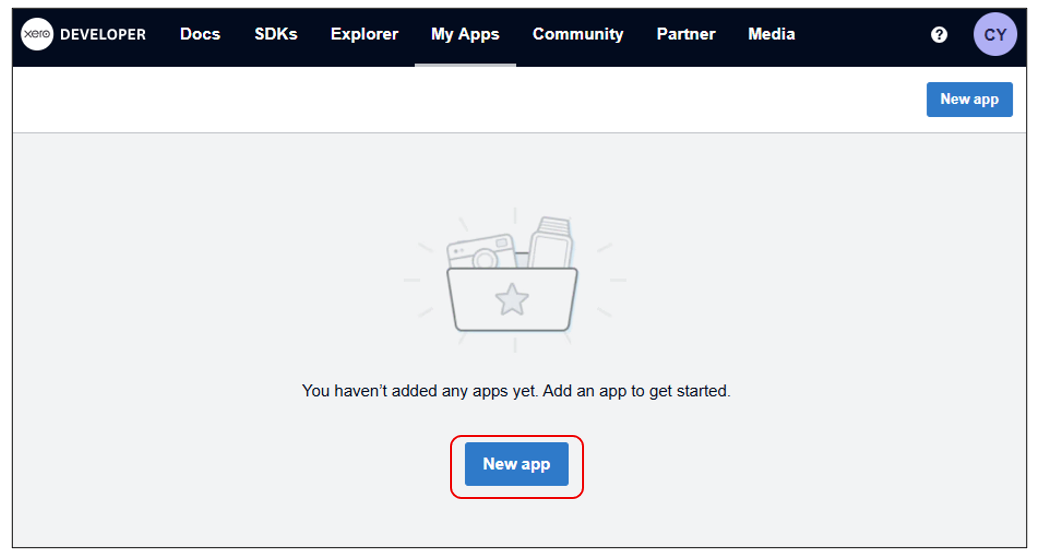 xero DEVELOPER Docs SDKs Explorer My Apps Community Partner Media ? CY
New app
You haven’t added any apps yet. Add an app to get started.
New app